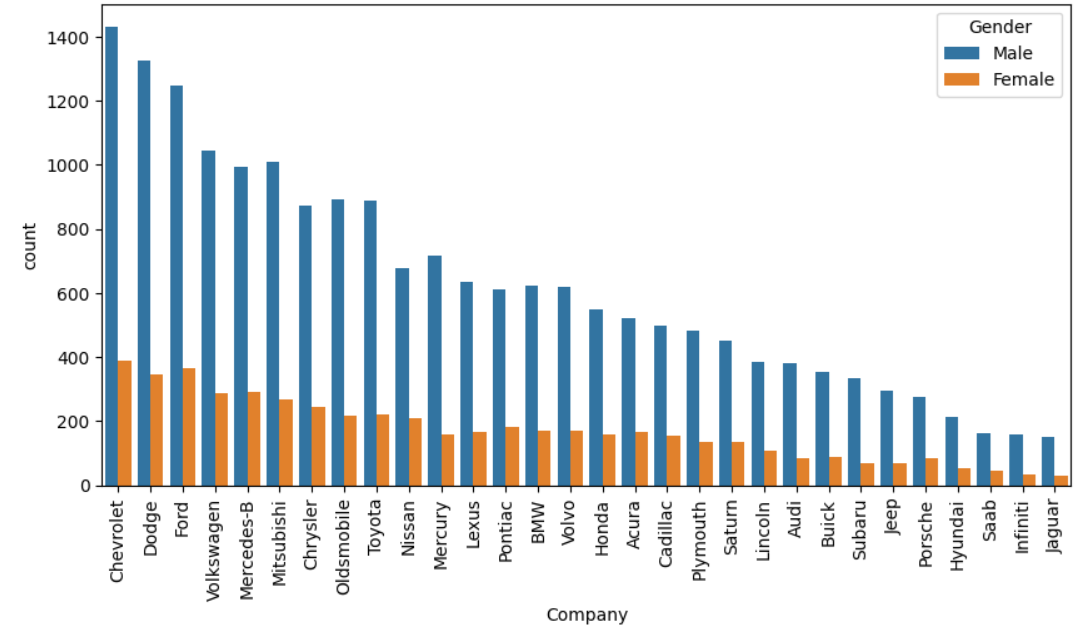 Gender
Male
Female
1400
1200
1000
800
600
400
200
0
count
Chevrolet
Dodge
Ford
Volkswagen
Mercedes-B
Mitsubishi
Chrysler
Oldsmobile
Toyota
Nissan
Mercury
Lexus
Pontiac
BMW
Volvo
Honda
Acura
Cadillac
Plymouth
Saturn
Lincoln
Audi
Buick
Subaru
Jeep
Porsche
Hyundai
Saab
Infiniti
Jaguar
Company